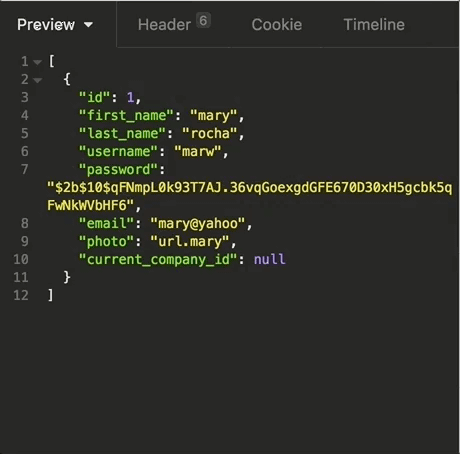 Preview Header 6 Cookie Timeline
1 [
2 {
3 "id": 1,
4 "first_name": "mary",
5 "last_name": "rocha",
6 "username": "marw",
7 "password":
"$2b$10$qFNmpL0k93T7AJ.36vqGoexgdGFE670D30xH5gcbk5q
FwNkWVbHF6",
8 "email": "mary@yahoo",
9 "photo": "url.mary",
10 "current_company_id": null
11 }
12 ]